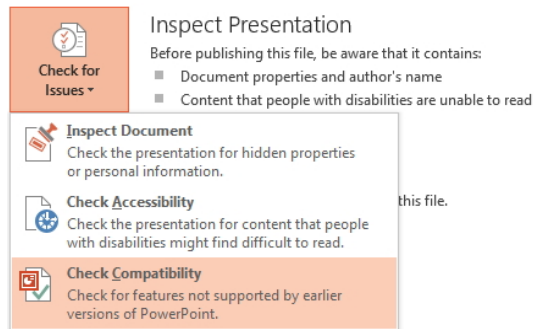 Inspect Presentation
Before publishing this file, be aware that it contains:
Document properties and author's name
Content that people with disabilities are unable to read
Check for
Issues
Inspect Document
Check the presentation for hidden properties
or personal information.
Check Accessibility
this file.
Check the presentation for content that people
with disabilities might find difficult to read.
Check Compatibility
Check for features not supported by earlier
versions of PowerPoint.